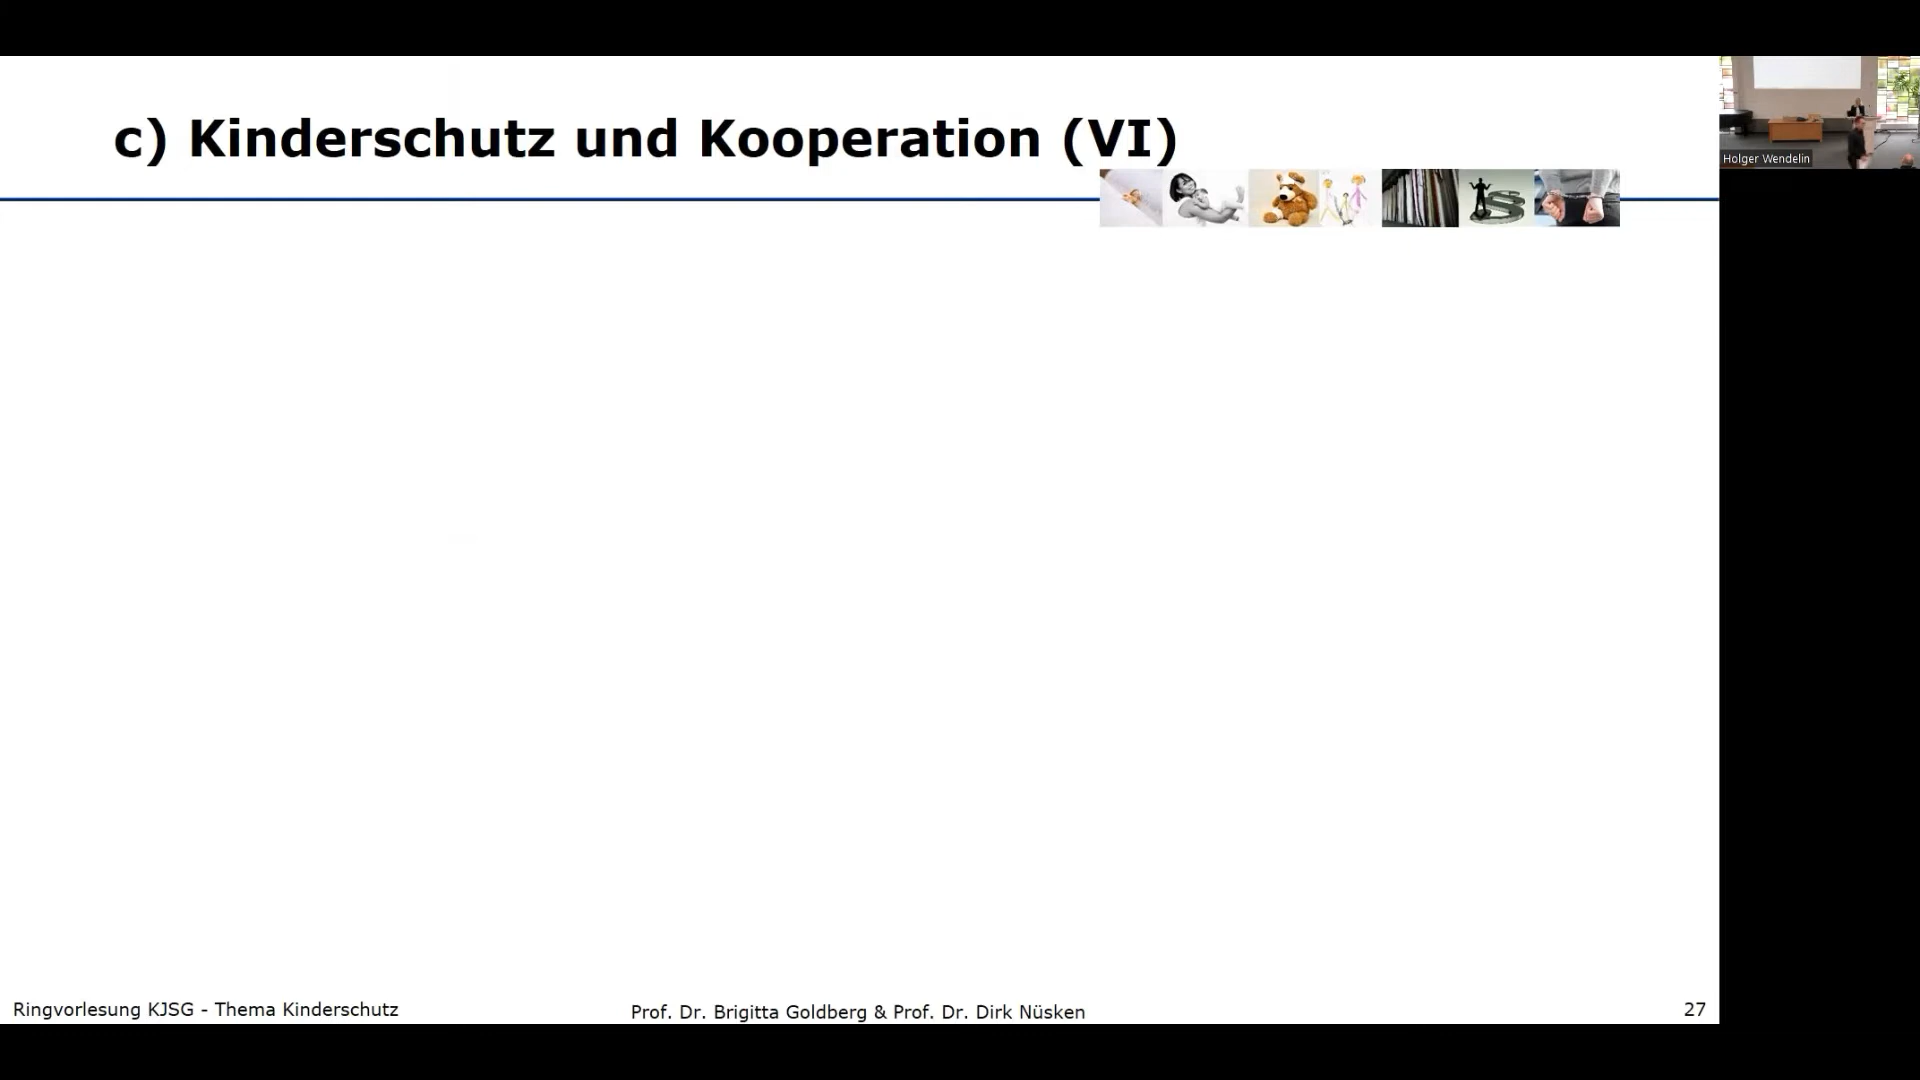 c) Kinderschutz und Kooperation (VI)
Holger Wendelin
Ringvorlesung KJSG - Thema Kinderschutz
Prof. Dr. Brigitta Goldberg & Prof. Dr. Dirk Nüsken
27